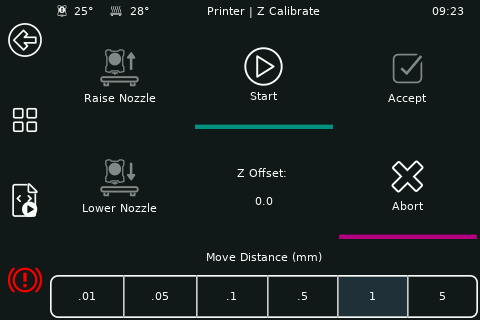 25° 28° Printer | Z Calibrate 09:23
Raise Nozzle Start Accept
Lower Nozzle Z Offset: 0.0 Abort
Move Distance (mm)
.01 .05 .1 .5 1 5